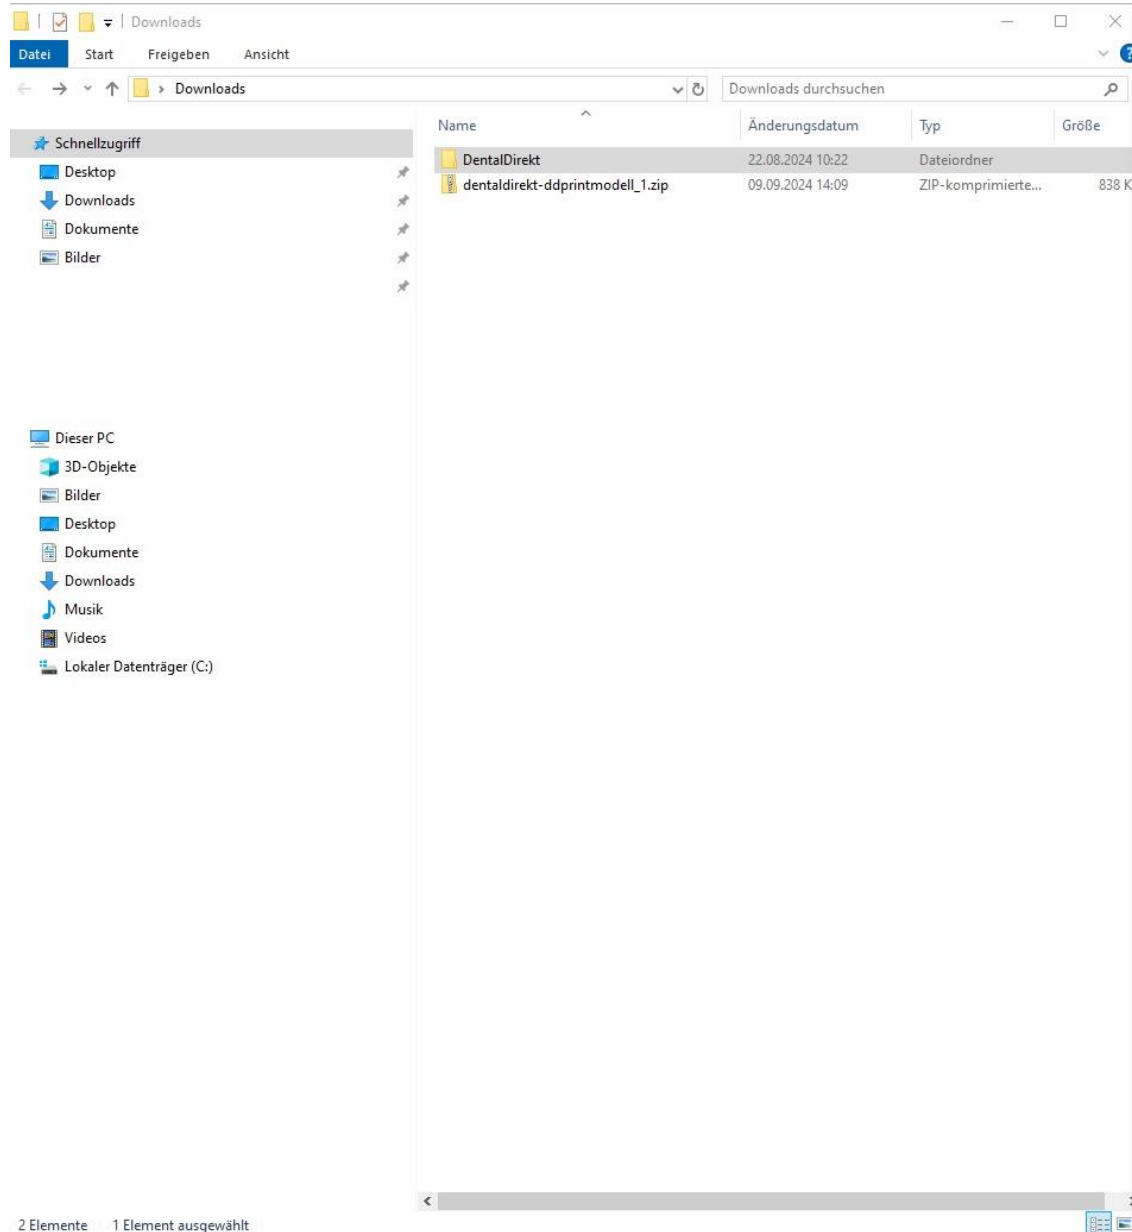 Downloads
Datei Start Freigeben Ansicht
Downloads Downloads durchsuchen
Name Änderungsdatum Typ Größe
Schnellzugriff
DentalDirekt 22.08.2024 10:22 Dateiordner
Desktop
dentaldirekt-ddprintmodell_1.zip 09.09.2024 14:09 ZIP-komprimierte... 838 K
Downloads
Dokumente
Bilder
Dieser PC
3D-Objekte
Bilder
Desktop
Dokumente
Downloads
Musik
Videos
Lokaler Datenträger (C:)
2 Elemente 1 Element ausgewählt